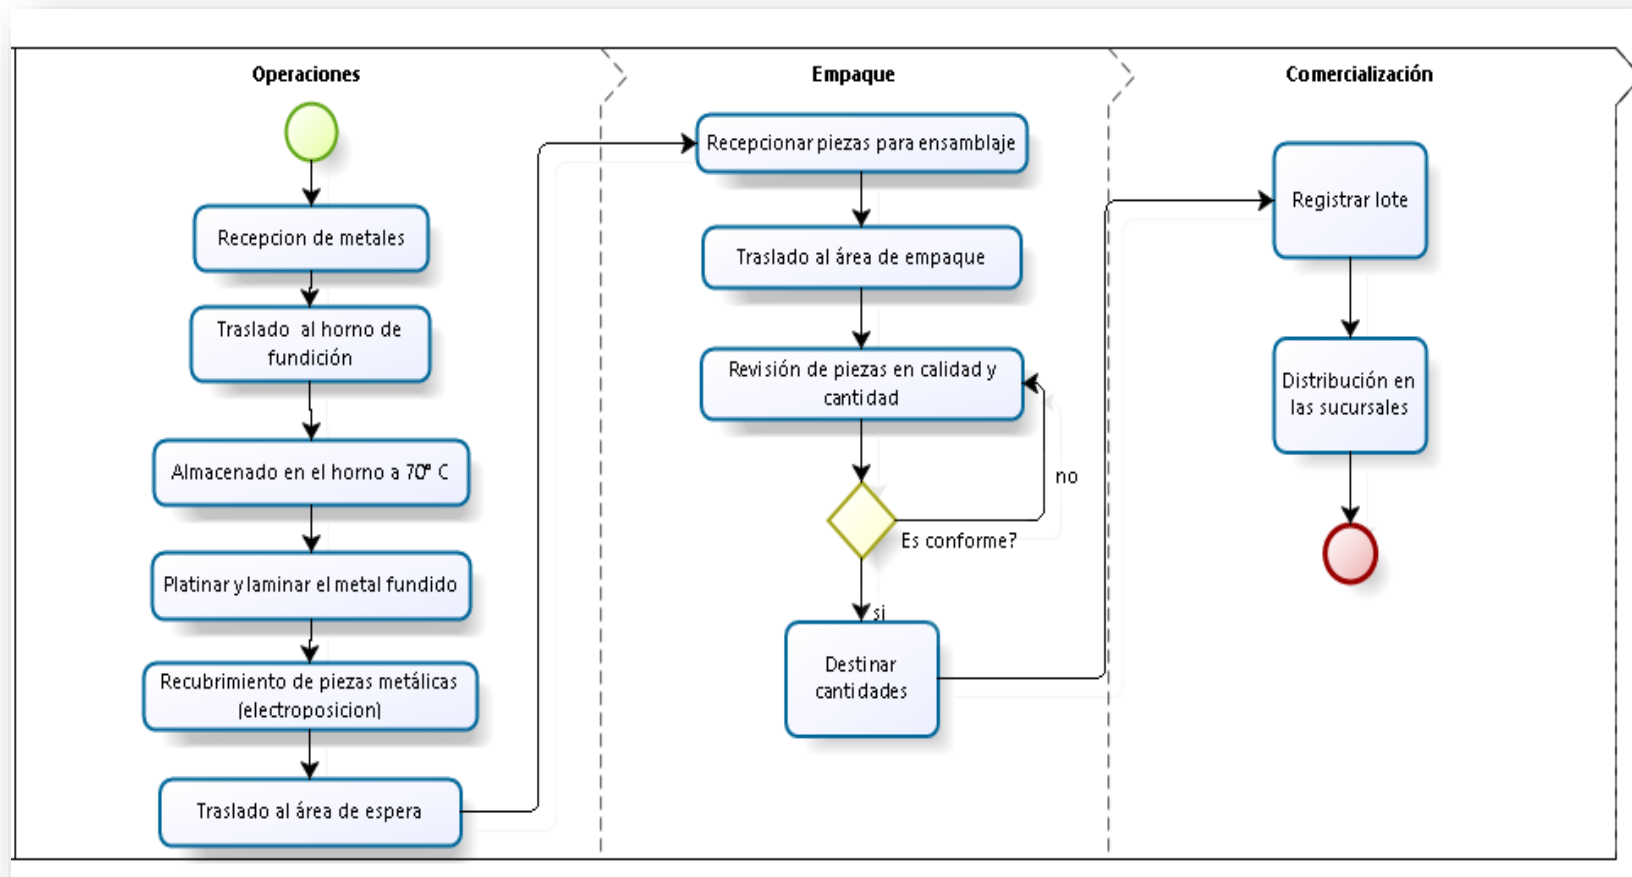 Operaciones
Recepcion de metales
Traslado al horno de
fundición
Almacenado en el horno a 70° C
Platinar y laminar el metal fundido
Recubrimiento de piezas metálicas
(electroposicion)
Traslado al área de espera
Empaque
Recepcionar piezas para ensamblaje
Traslado al área de empaque
Revisión de piezas en calidad y
cantidad
no
Es conforme?
si
Destinar
cantidades
Comercialización
Registrar lote
Distribución en
las sucursales